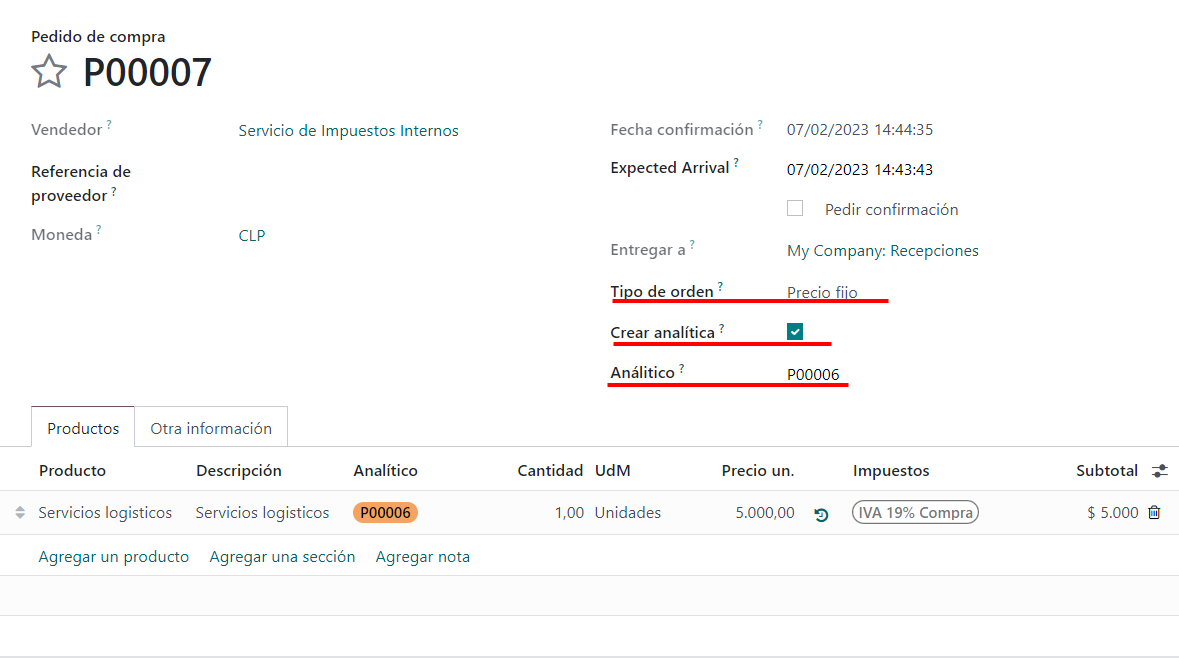 Pedido de compra
P00007
Vendedor ? Servicio de Impuestos Internos
Referencia de
proveedor ?
Moneda ? CLP
Fecha confirmación ? 07/02/2023 14:44:35
Expected Arrival ? 07/02/2023 14:43:43
Pedir confirmación
Entregar a ? My Company: Recepciones
Tipo de orden ? Precio fijo
Crear analítica ?
Análitico ? P00006
Productos Otra información
Producto Descripción Analítico Cantidad UdM Precio un. Impuestos Subtotal
Servicios logisticos Servicios logisticos P00006 1,00 Unidades 5.000,00 IVA 19% Compra $ 5.000
Agregar un producto Agregar una sección Agregar nota